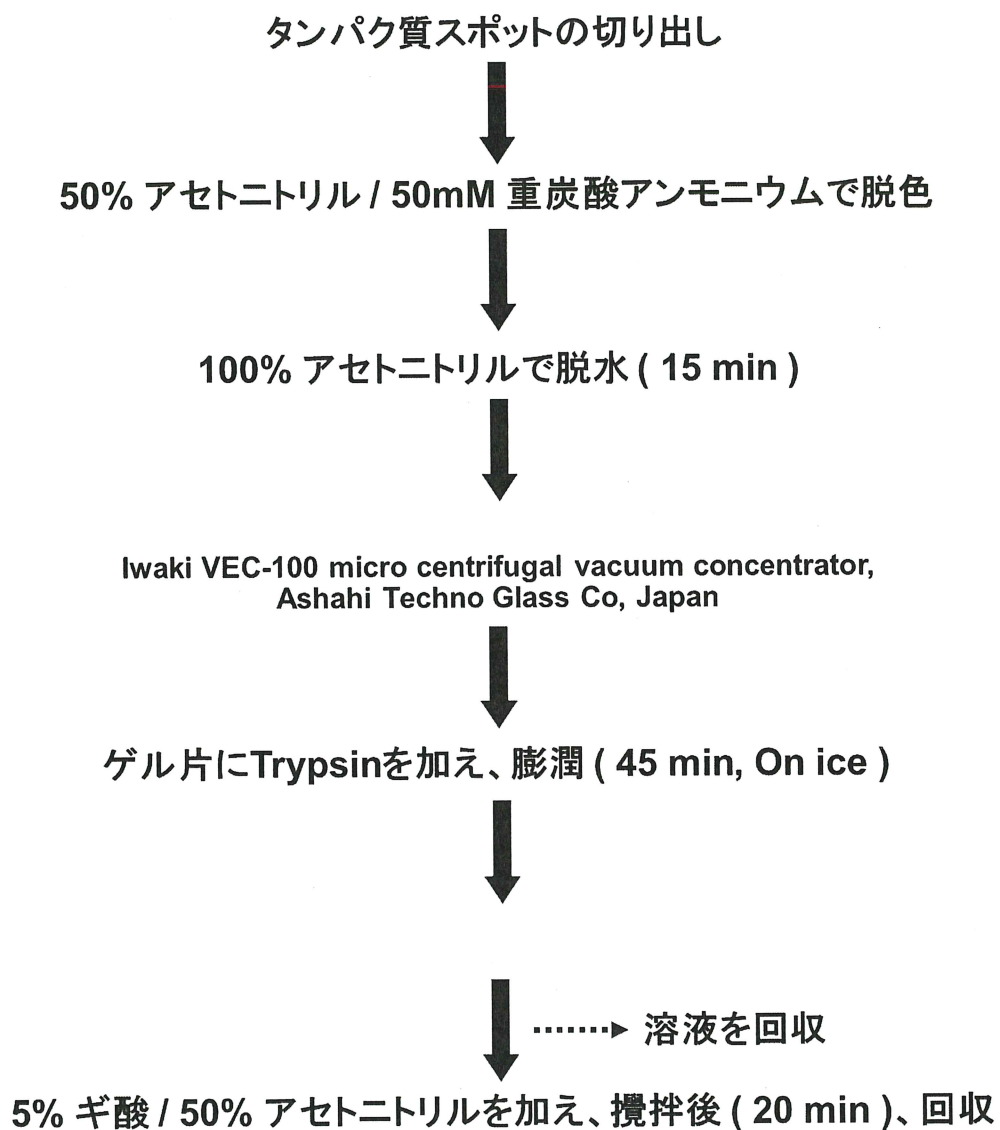 タンパク質スポットの切り出し
50% アセトニトリル / 50mM 重炭酸アンモニウムで脱色
100% アセトニトリルで脱水 ( 15 min )
Iwaki VEC-100 micro centrifugal vacuum concentrator,
Ashahi Techno Glass Co, Japan
ゲル片にTrypsinを加え、膨潤 ( 45 min, On ice )
溶液を回収
5% ギ酸 / 50% アセトニトリルを加え、攪拌後 ( 20 min )、回収